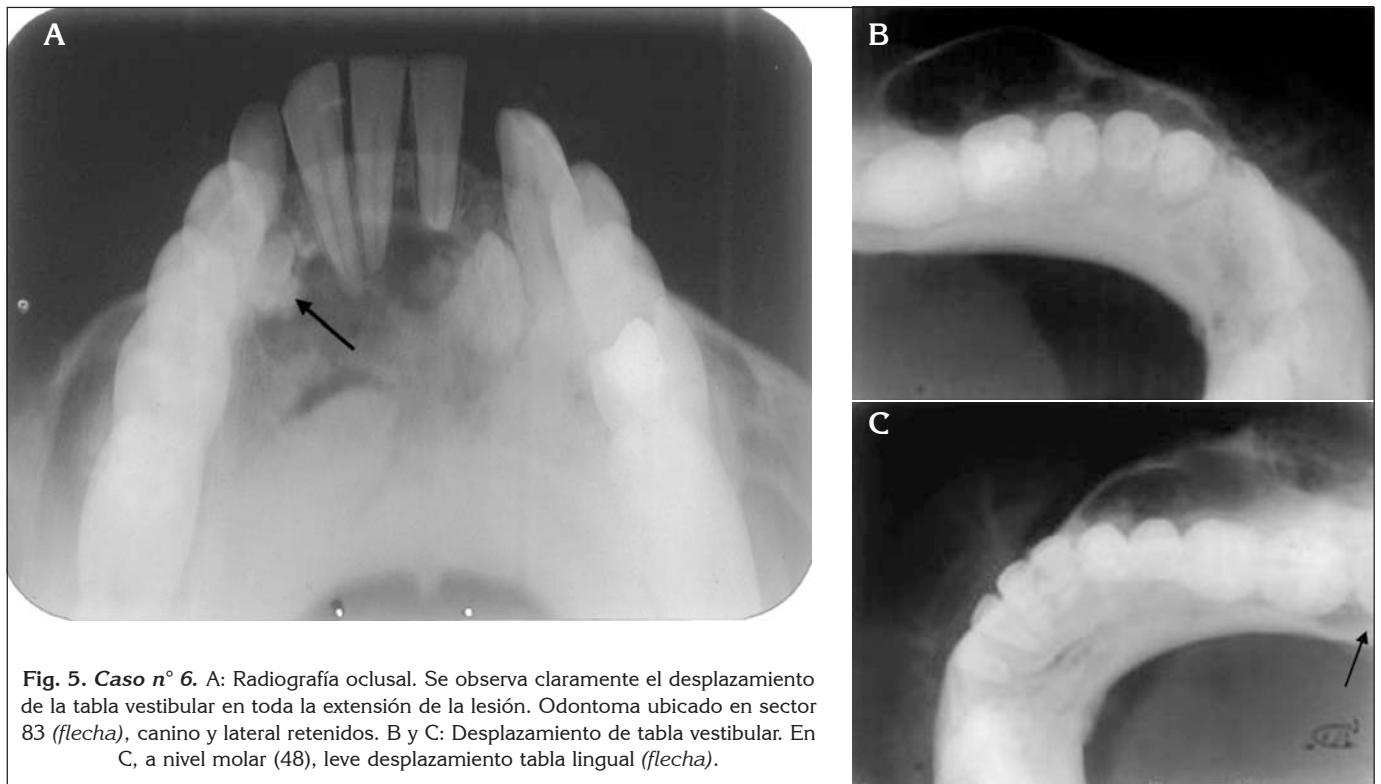 A
B
C
Fig. 5. Caso n° 6. A: Radiografía oclusal. Se observa claramente el desplazamiento
de la tabla vestibular en toda la extensión de la lesión. Odontoma ubicado en sector
83 (flecha), canino y lateral retenidos. B y C: Desplazamiento de tabla vestibular. En
C, a nivel molar (48), leve desplazamiento tabla lingual (flecha).